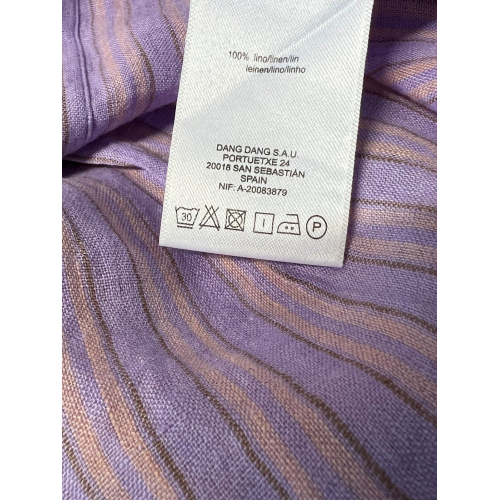 100% lino/linen/lin
leinen/lino/linho
DANG DANG S.A.U.
PORTUETXE 24
20018 SAN SEBASTIÁN
SPAIN
NIF: A-20083879
30
P